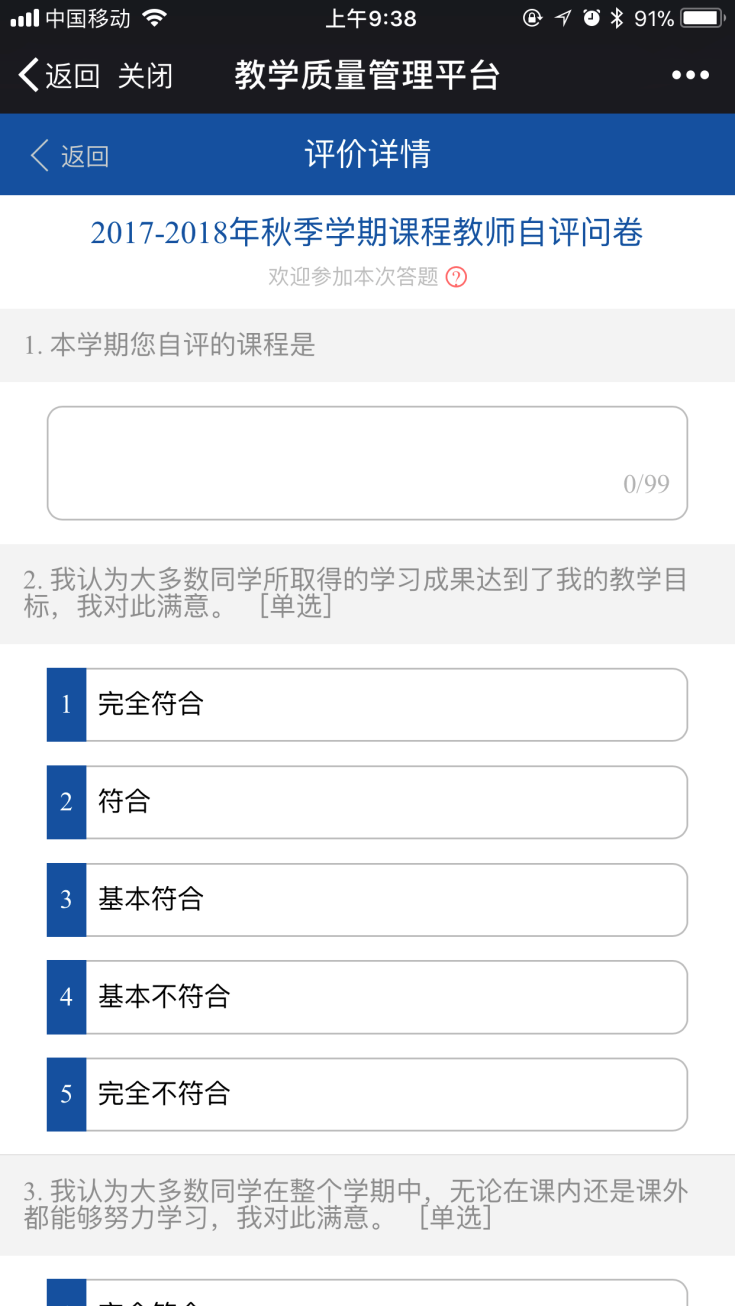 中国移动 上午9:38 91%
返回 关闭 教学质量管理平台
返回 评价详情
2017-2018年秋季学期课程教师自评问卷
欢迎参加本次答题 ?
1. 本学期您自评的课程是
0/99
2. 我认为大多数同学所取得的学习成果达到了我的教学目
标，我对此满意。 [单选]
1 完全符合
2 符合
3 基本符合
4 基本不符合
5 完全不符合
3. 我认为大多数同学在整个学期中，无论在课内还是课外
都能够努力学习，我对此满意。 [单选]